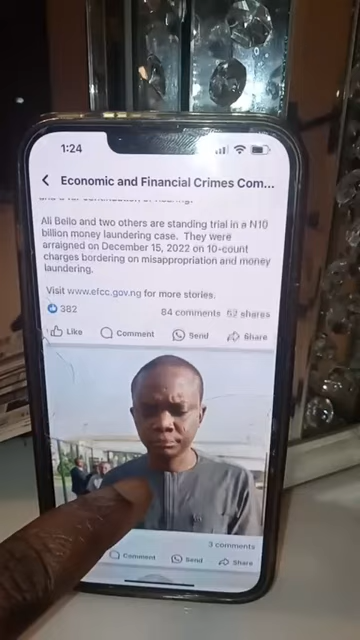 1:24
Economic and Financial Crimes Com...
Ali Bello and two others are standing trial in a N10
billion money laundering case. They were
arraigned on December 15, 2022 on 10-count
charges bordering on misappropriation and money
laundering.
Visit www.efcc.gov.ng for more stories.
382 84 comments 62 shares
Like Comment Send Share
3 comments
Comment Send Share